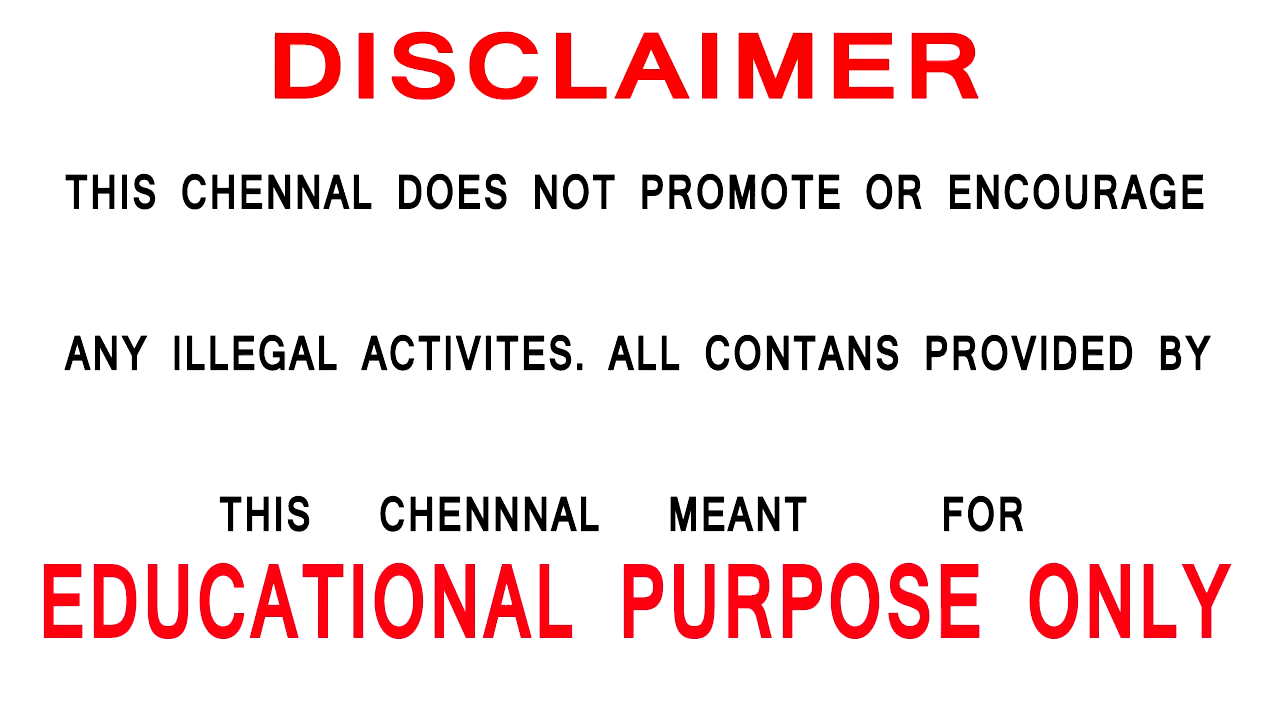 DISCLAIMER
THIS CHENNAL DOES NOT PROMOTE OR ENCOURAGE
ANY ILLEGAL ACTIVITES. ALL CONTANS PROVIDED BY
THIS CHENNNAL MEANT FOR
EDUCATIONAL PURPOSE ONLY